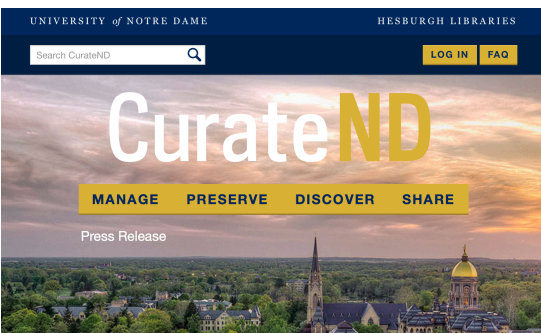 UNIVERSITY of NOTRE DAME
HESBURGH LIBRARIES
Search CurateND
LOG IN
FAQ
CurateND
MANAGE PRESERVE DISCOVER SHARE
Press Release